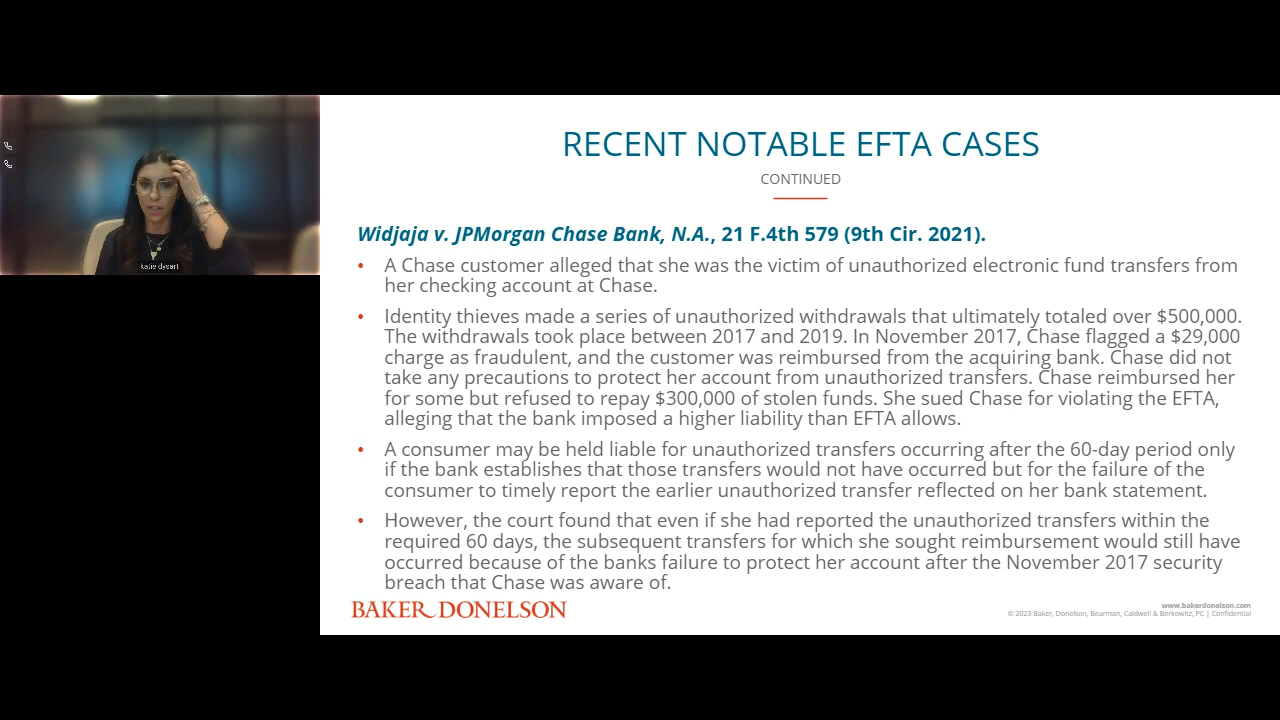 katie dysart
RECENT NOTABLE EFTA CASES
CONTINUED
Widjaja v. JPMorgan Chase Bank, N.A., 21 F.4th 579 (9th Cir. 2021).
• A Chase customer alleged that she was the victim of unauthorized electronic fund transfers from
her checking account at Chase.
• Identity thieves made a series of unauthorized withdrawals that ultimately totaled over $500,000.
The withdrawals took place between 2017 and 2019. In November 2017, Chase flagged a $29,000
charge as fraudulent, and the customer was reimbursed from the acquiring bank. Chase did not
take any precautions to protect her account from unauthorized transfers. Chase reimbursed her
for some but refused to repay $300,000 of stolen funds. She sued Chase for violating the EFTA,
alleging that the bank imposed a higher liability than EFTA allows.
• A consumer may be held liable for unauthorized transfers occurring after the 60-day period only
if the bank establishes that those transfers would not have occurred but for the failure of the
consumer to timely report the earlier unauthorized transfer reflected on her bank statement.
• However, the court found that even if she had reported the unauthorized transfers within the
required 60 days, the subsequent transfers for which she sought reimbursement would still have
occurred because of the banks failure to protect her account after the November 2017 security
breach that Chase was aware of.
BAKER DONELSON
www.bakerdonelson.com
© 2023 Baker, Donelson, Bearman, Caldwell & Berkowitz, PC | Confidential